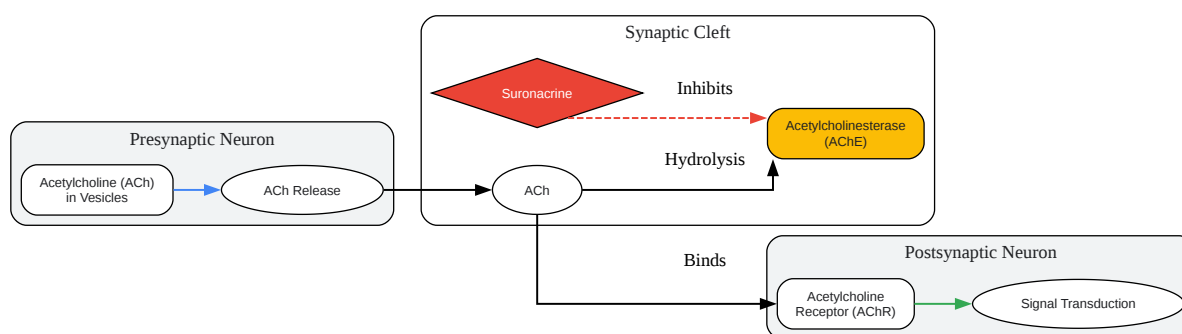 Synaptic Cleft
Suronacrine
Inhibits
Acetylcholinesterase
(AChE)
Presynaptic Neuron
Hydrolysis
Acetylcholine (ACh)
in Vesicles
ACh Release
ACh
Binds
Postsynaptic Neuron
Acetylcholine
Receptor (AChR)
Signal Transduction